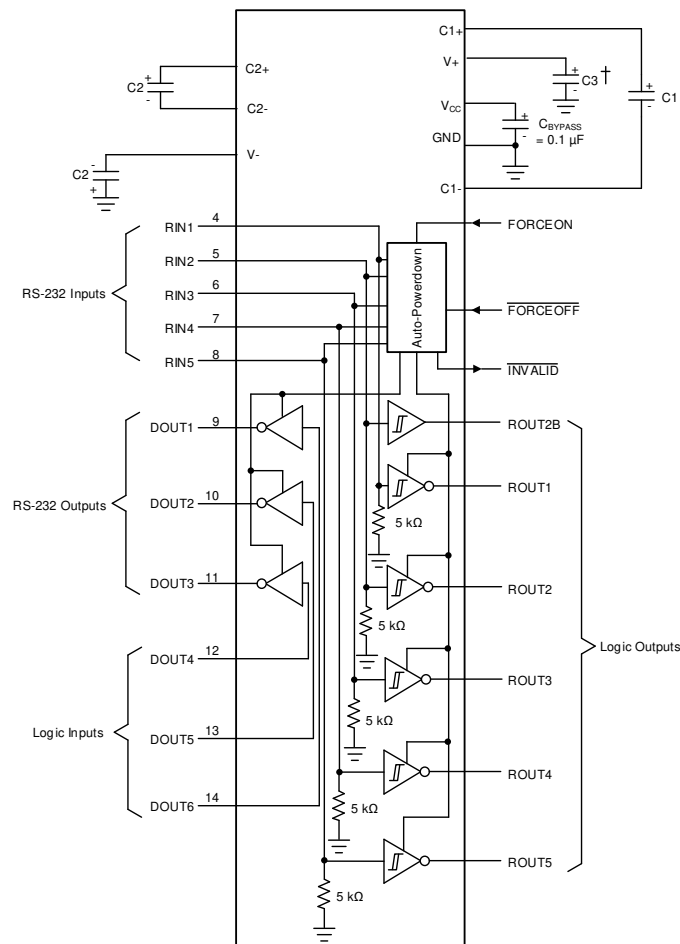 C1+
V+
C3 †
C1
C2+
C2
C2-
VCC
CBYPASS
= 0.1 µF
GND
V-
C2
C1-
+
-
+
-
+
-
+
-
-
+
RS-232 Inputs
RIN1 4
RIN2 5
RIN3 6
RIN4 7
RIN5 8
Auto-Powerdown
FORCEON
FORCEOFF
INVALID
RS-232 Outputs
DOUT1 9
DOUT2 10
DOUT3 11
Logic Inputs
DOUT4 12
DOUT5 13
DOUT6 14
ROUT2B
ROUT1
5 kΩ
ROUT2
5 kΩ
ROUT3
5 kΩ
ROUT4
5 kΩ
ROUT5
5 kΩ
Logic Outputs